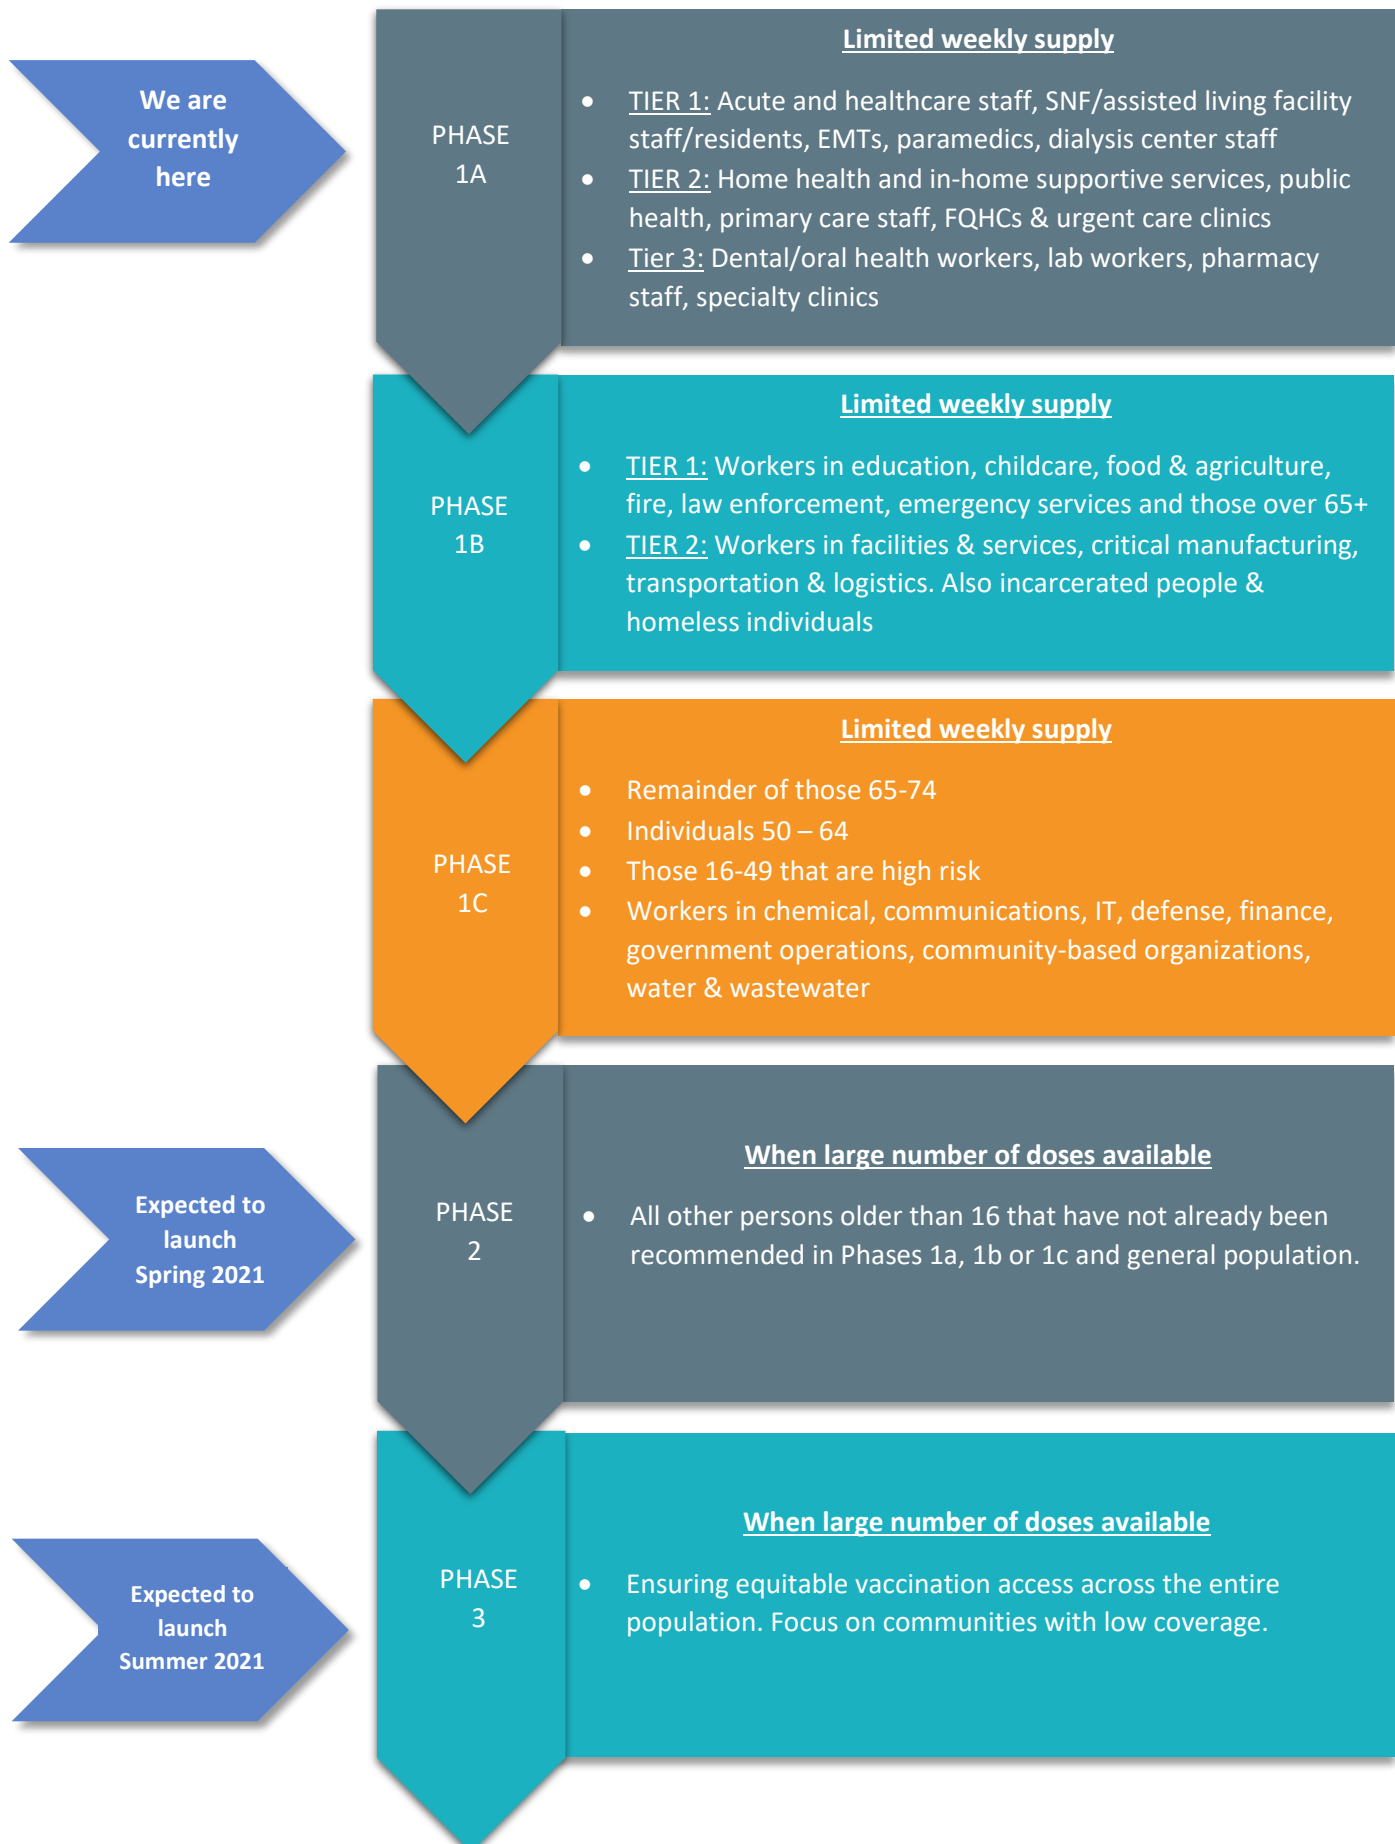 We are
currently
here
PHASE
1A
Limited weekly supply
• TIER 1: Acute and healthcare staff, SNF/assisted living facility
staff/residents, EMTs, paramedics, dialysis center staff
• TIER 2: Home health and in-home supportive services, public
health, primary care staff, FQHCs & urgent care clinics
• Tier 3: Dental/oral health workers, lab workers, pharmacy
staff, specialty clinics
PHASE
1B
Limited weekly supply
• TIER 1: Workers in education, childcare, food & agriculture,
fire, law enforcement, emergency services and those over 65+
• TIER 2: Workers in facilities & services, critical manufacturing,
transportation & logistics. Also incarcerated people &
homeless individuals
PHASE
1C
Limited weekly supply
• Remainder of those 65-74
• Individuals 50 – 64
• Those 16-49 that are high risk
• Workers in chemical, communications, IT, defense, finance,
government operations, community-based organizations,
water & wastewater
Expected to
launch
Spring 2021
PHASE
2
When large number of doses available
• All other persons older than 16 that have not already been
recommended in Phases 1a, 1b or 1c and general population.
Expected to
launch
Summer 2021
PHASE
3
When large number of doses available
• Ensuring equitable vaccination access across the entire
population. Focus on communities with low coverage.